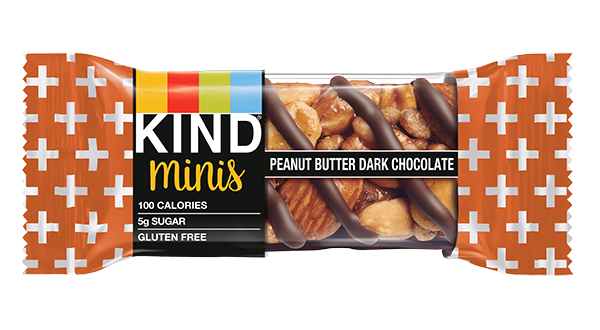 KIND®
minis
PEANUT BUTTER DARK CHOCOLATE
100 CALORIES
5g SUGAR
GLUTEN FREE